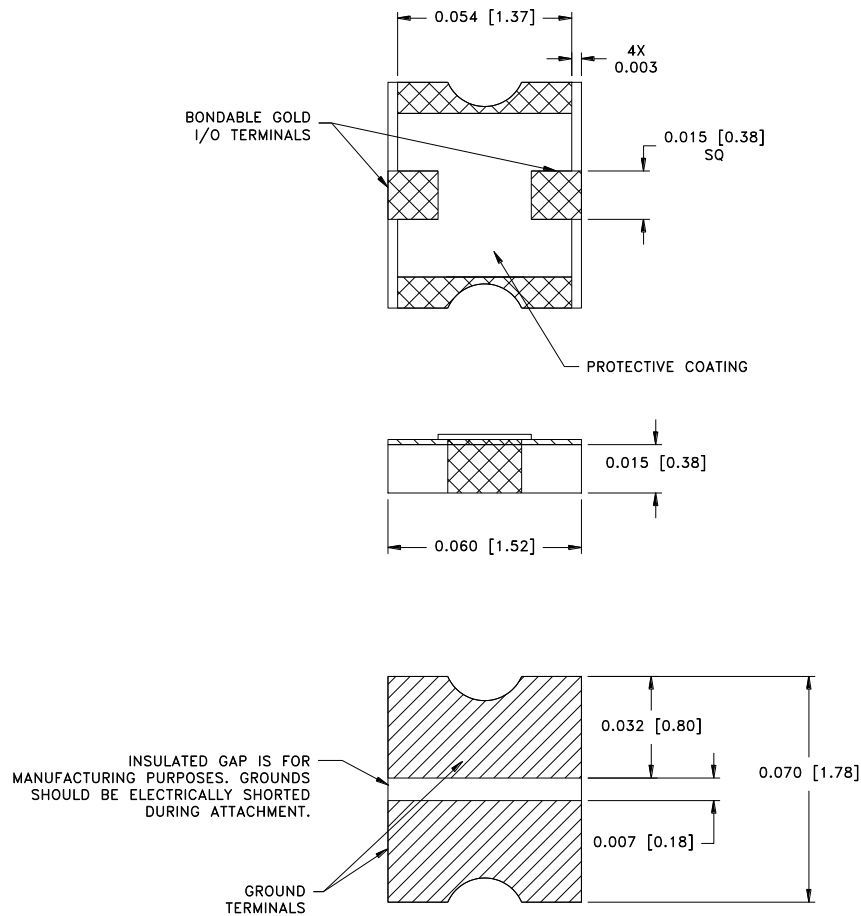 0.054 [1.37]
4X
0.003
BONDABLE GOLD
I/O TERMINALS
0.015 [0.38]
SQ
PROTECTIVE COATING
0.015 [0.38]
0.060 [1.52]
0.032 [0.80]
INSULATED GAP IS FOR
MANUFACTURING PURPOSES. GROUNDS
SHOULD BE ELECTRICALLY SHORTED
DURING ATTACHMENT.
0.070 [1.78]
0.007 [0.18]
GROUND
TERMINALS